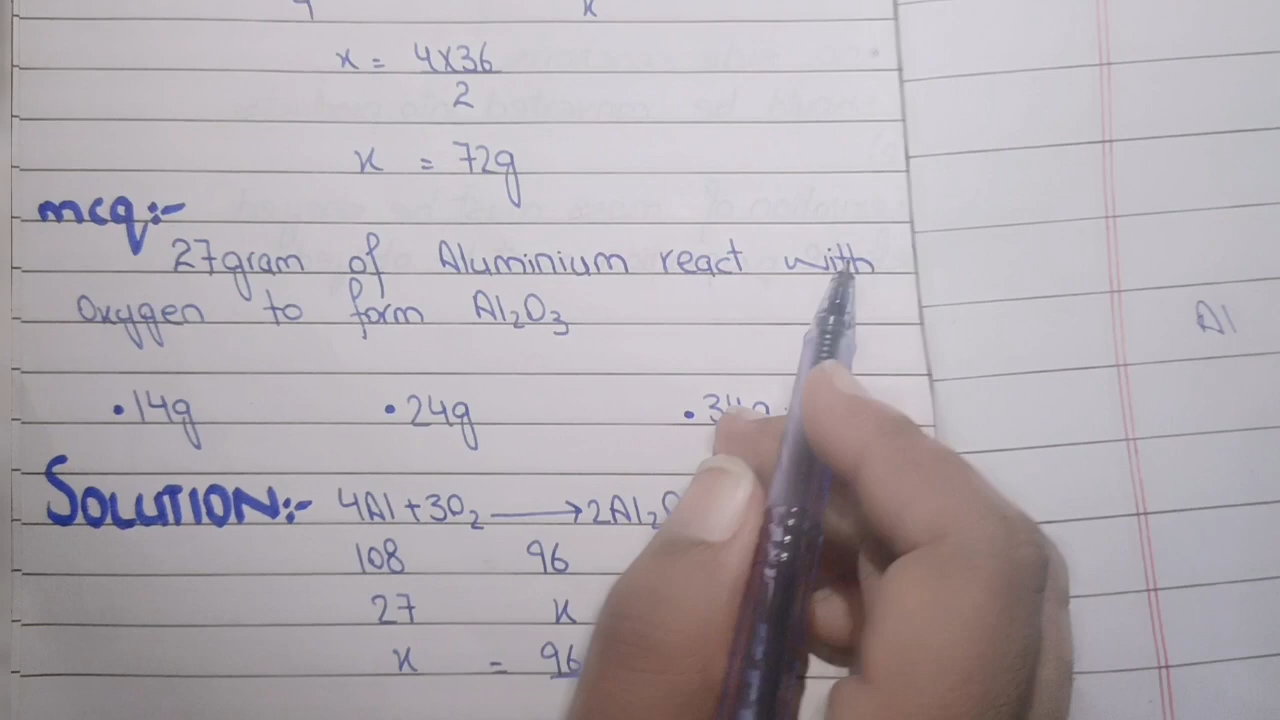 x = 4x36
2
x = 72g
mcq:-
27gram of Aluminium react with
Oxygen to form Al₂O₃
•14g •24g
SOLUTION:- 4Al+3O₂ ⟶ 2Al₂
108 96
27 x
x = 96
Al